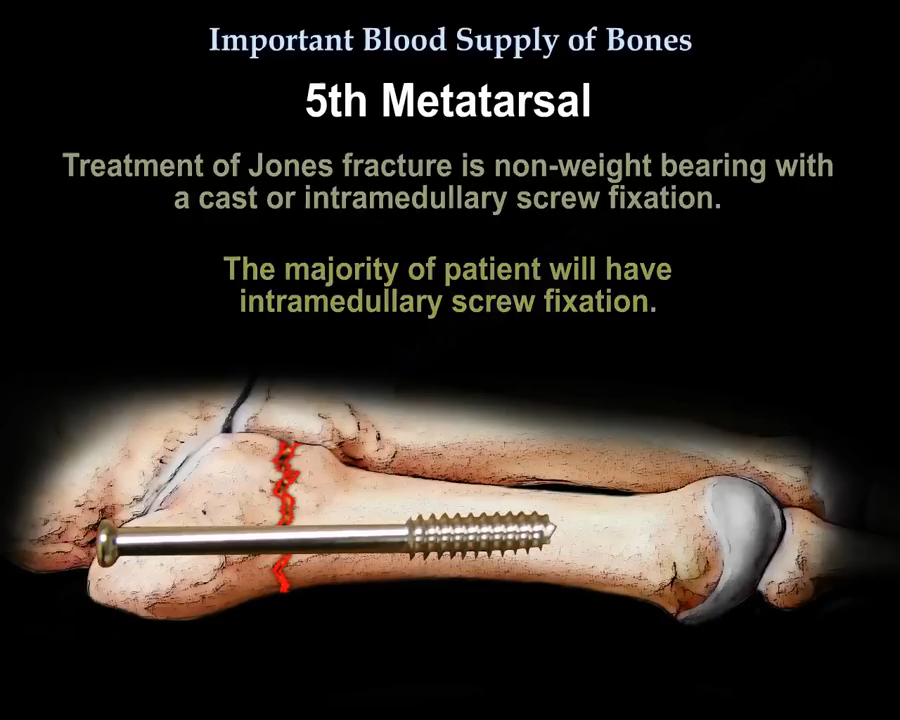 Important Blood Supply of Bones
5th Metatarsal
Treatment of Jones fracture is non-weight bearing with
a cast or intramedullary screw fixation.
The majority of patient will have
intramedullary screw fixation.